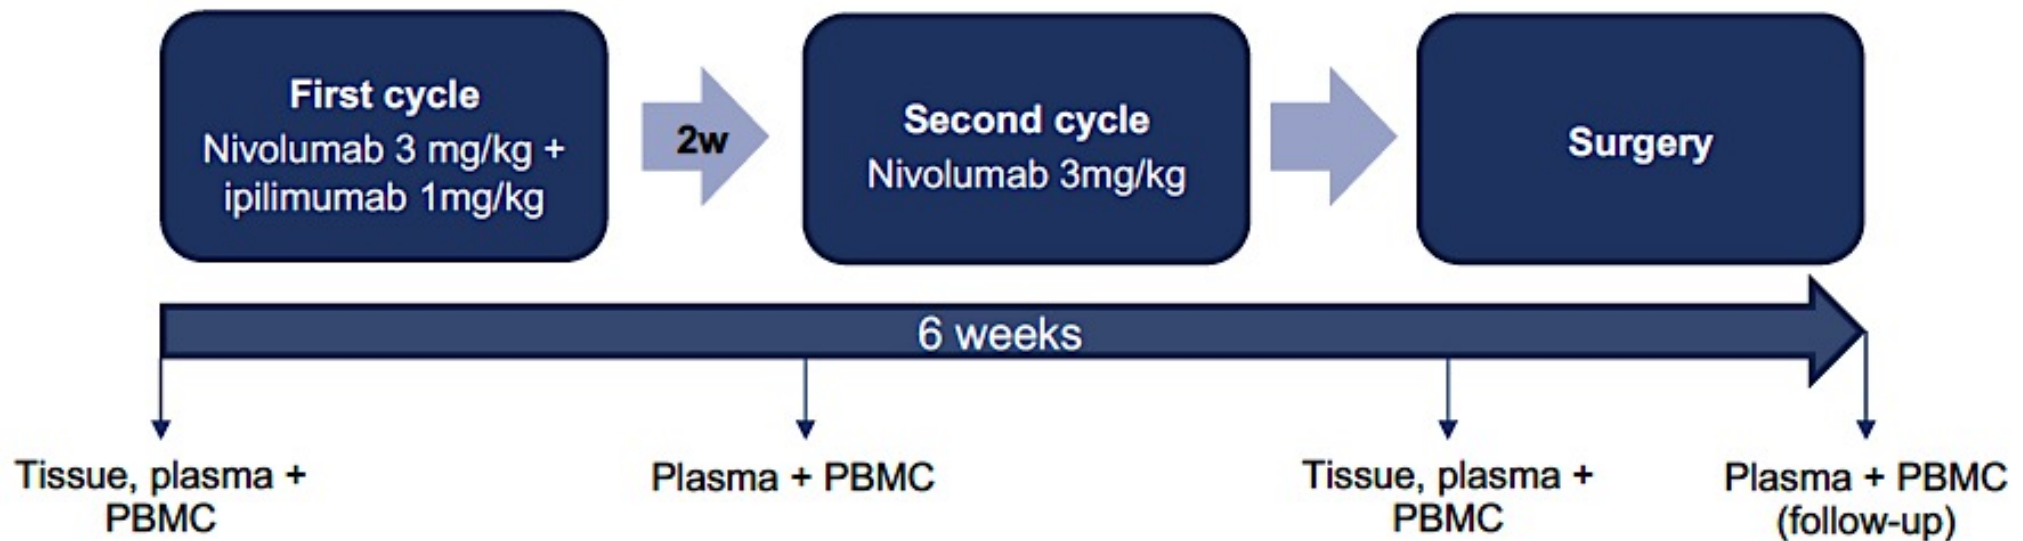 First cycle
Nivolumab 3 mg/kg +
ipilimumab 1mg/kg
2w
Second cycle
Nivolumab 3mg/kg
Surgery
6 weeks
Tissue, plasma +
PBMC
Plasma + PBMC
Tissue, plasma +
PBMC
Plasma + PBMC
(follow-up)